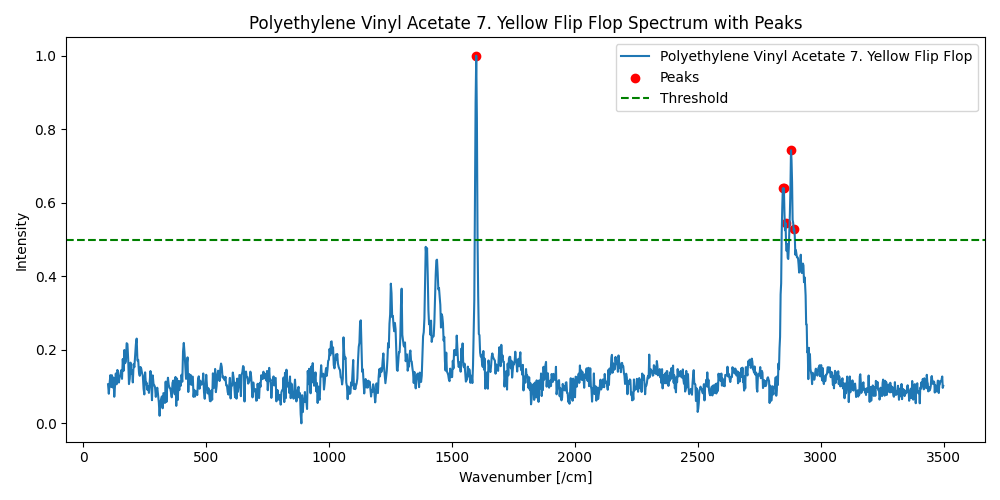 Polyethylene Vinyl Acetate 7. Yellow Flip Flop Spectrum with Peaks
Polyethylene Vinyl Acetate 7. Yellow Flip Flop
Peaks
Threshold
Intensity
1.0
0.8
0.6
0.4
0.2
0.0
0 500 1000 1500 2000 2500 3000 3500
Wavenumber [/cm]